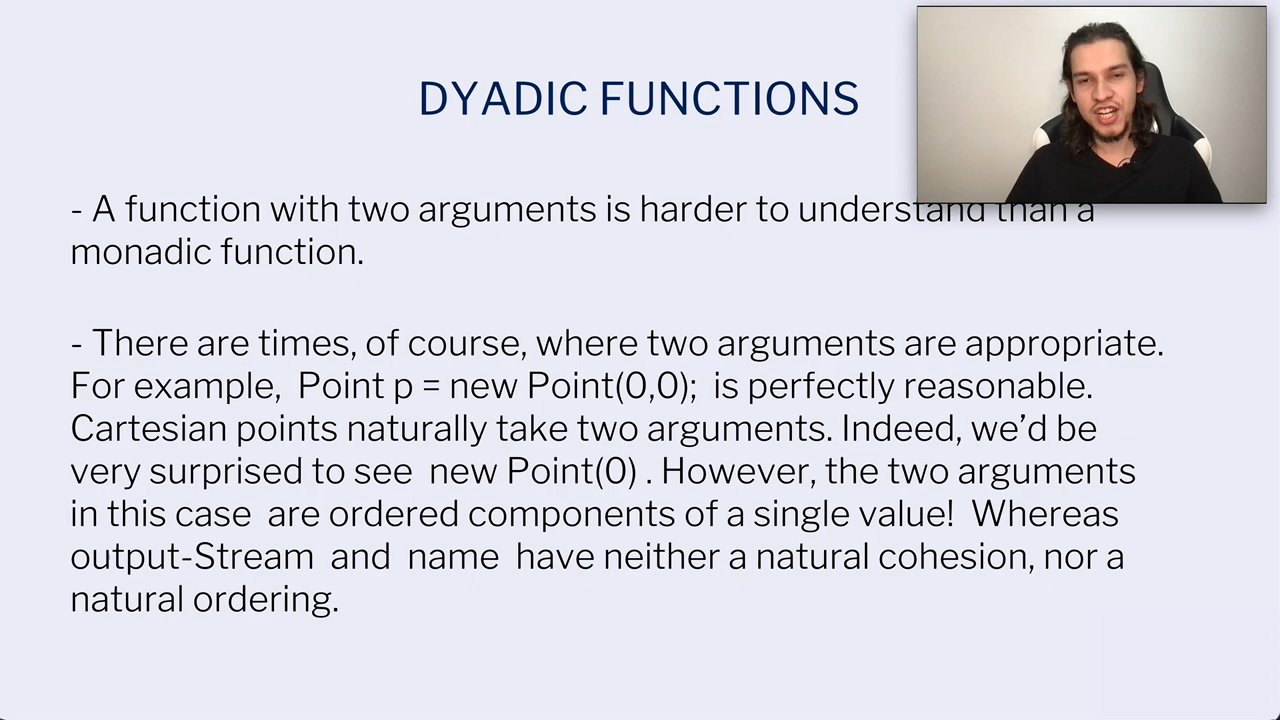 DYADIC FUNCTIONS
- A function with two arguments is harder to understand than a
monadic function.
- There are times, of course, where two arguments are appropriate.
For example, Point p = new Point(0,0); is perfectly reasonable.
Cartesian points naturally take two arguments. Indeed, we’d be
very surprised to see new Point(0) . However, the two arguments
in this case are ordered components of a single value! Whereas
output-Stream and name have neither a natural cohesion, nor a
natural ordering.